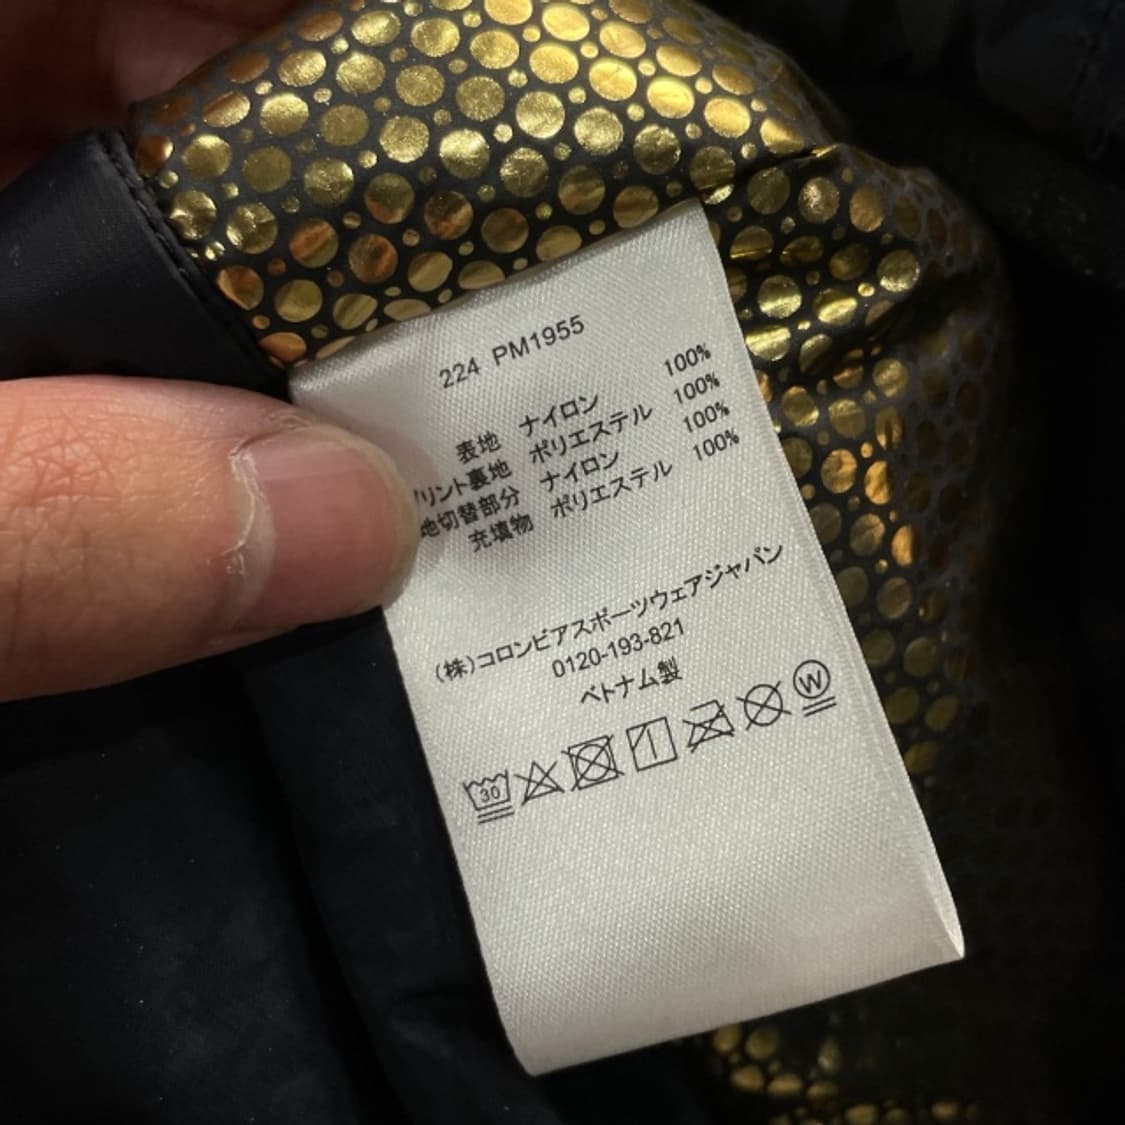 224 PM1955
表地 ナイロン 100%
リント裏地 ポリエステル 100%
地切替部分 ナイロン 100%
充填物 ポリエステル 100%
(株)コロンビアスポーツウェアジャパン
0120-193-821
ベトナム製
30
W